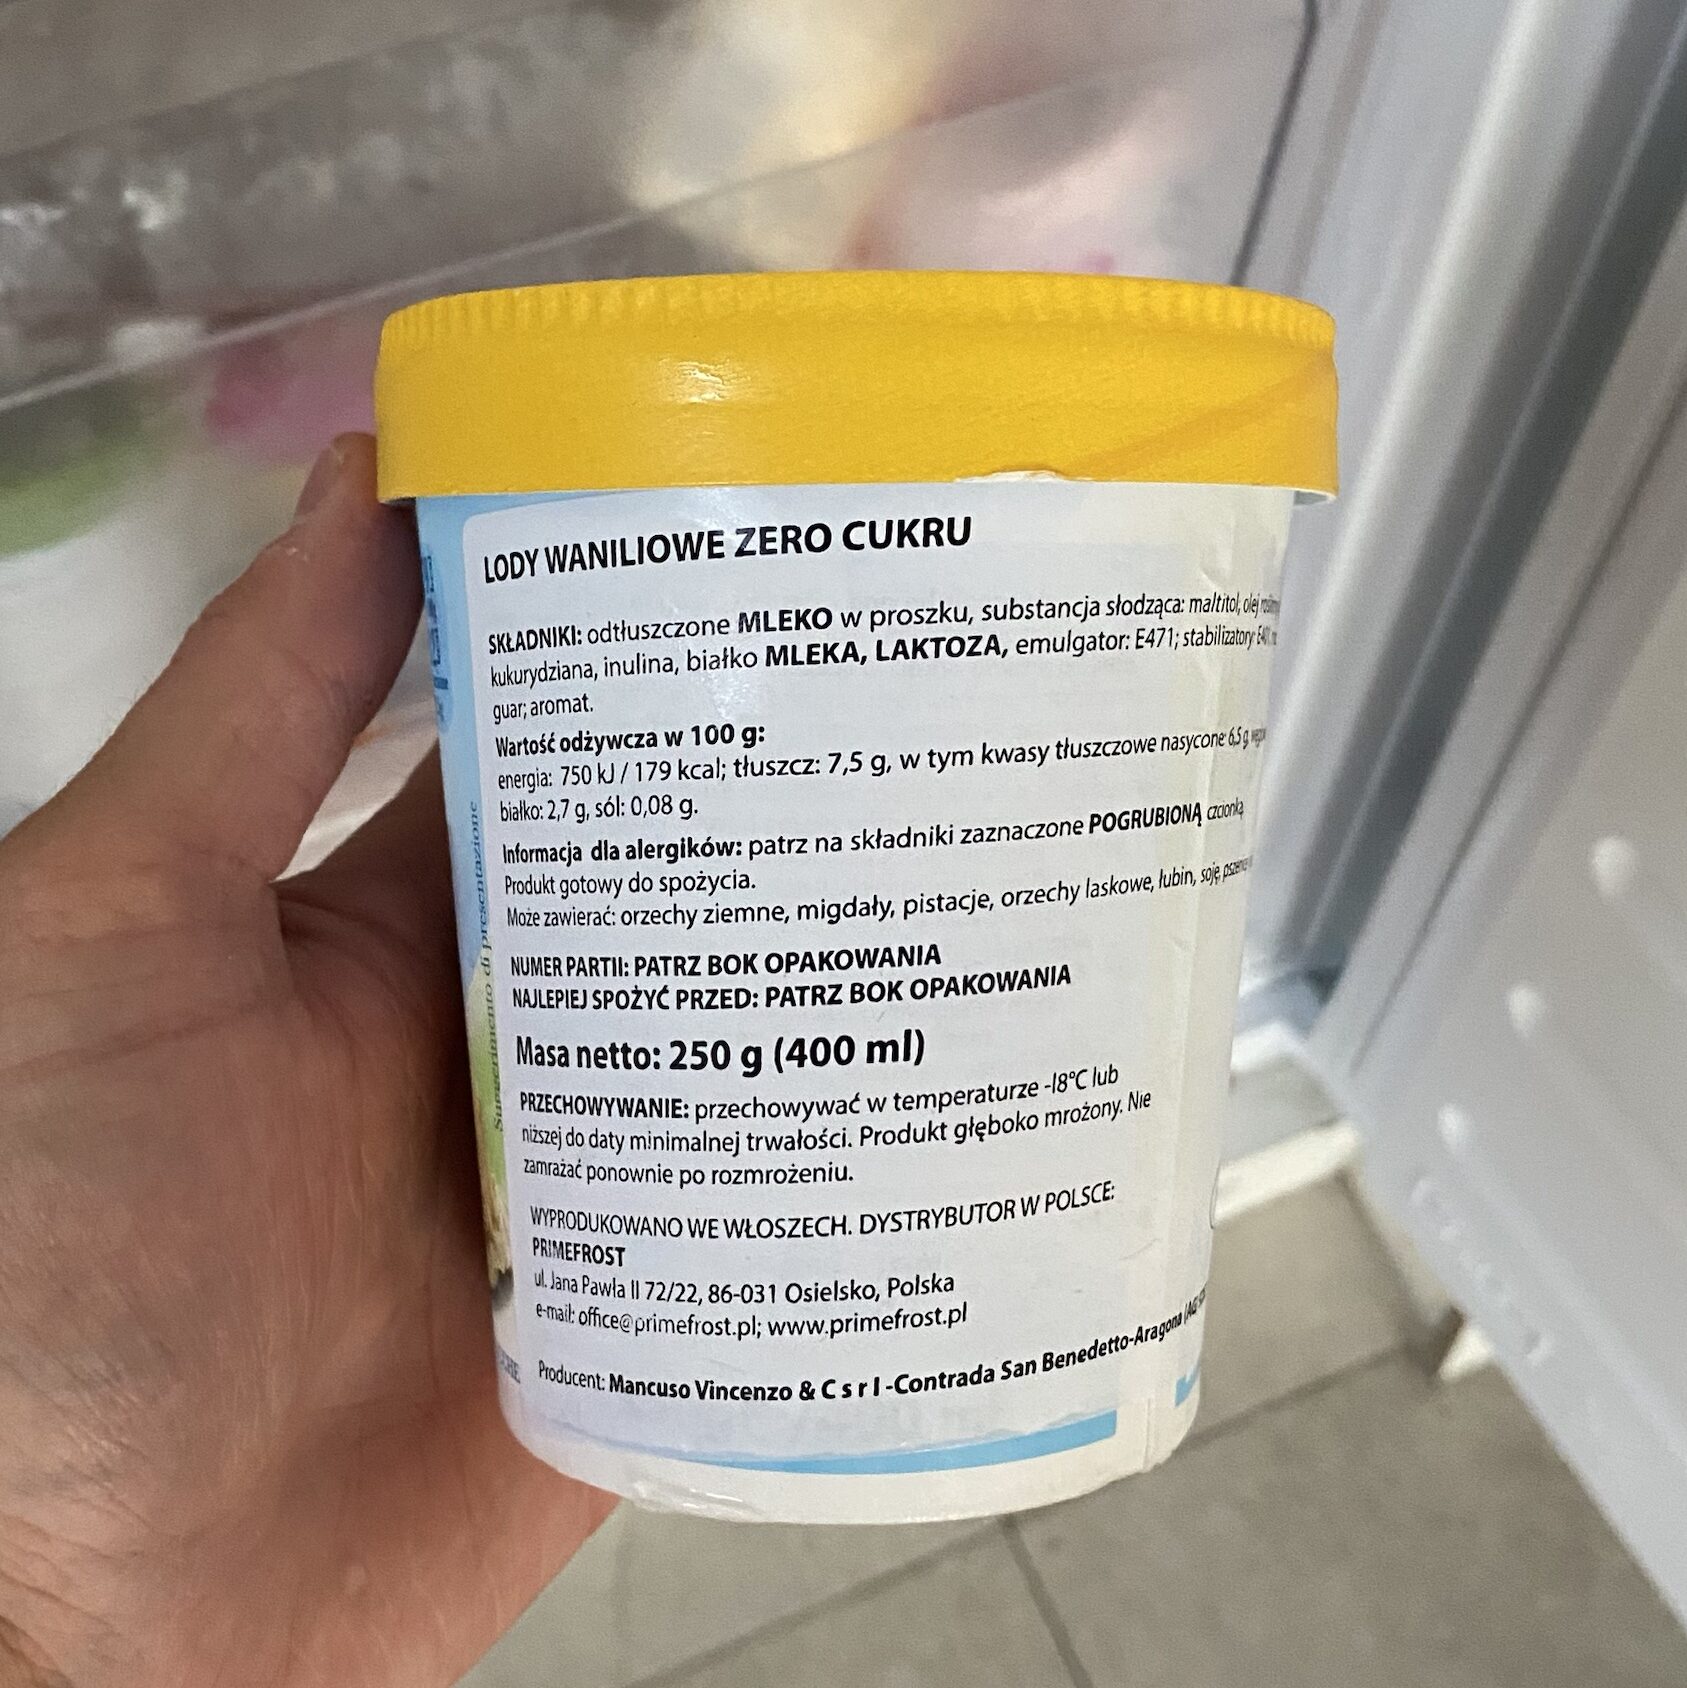 LODY WANILIOWE ZERO CUKRU
SKŁADNIKI: odtłuszczone MLEKO w proszku, substancja słodząca: maltitol; olej
kukurydziana, inulina, białko MLEKA, LAKTOZA, emulgator: E471; stabilizatory:
guar; aromat.
Wartość odżywcza w 100 g:
energia: 750 kJ / 179 kcal; tłuszcz: 7,5 g, w tym kwasy tłuszczowe nasycone: 6,5 g
białko: 2,7 g, sól: 0,08 g.
Informacja dla alergików: patrz na składniki zaznaczone POGRUBIONĄ czcionką
Produkt gotowy do spożycia.
Może zawierać: orzechy ziemne, migdały, pistacje, orzechy laskowe, łubin, soję,
NUMER PARTII: PATRZ BOK OPAKOWANIA
NAJLEPIEJ SPOŻYĆ PRZED: PATRZ BOK OPAKOWANIA
Masa netto: 250 g (400 ml)
PRZECHOWYWANIE: przechowywać w temperaturze -18°C lub
niższej do daty minimalnej trwałości. Produkt głęboko mrożony. Nie
zamrażać ponownie po rozmrożeniu.
WYPRODUKOWANO WE WŁOSZECH. DYSTRYBUTOR W POLSCE:
PRIMEFROST
ul. Jana Pawła II 72/22, 86-031 Osielsko, Polska
e-mail: office@primefrost.pl; www.primefrost.pl
Producent: Mancuso Vincenzo & C s r l -Contrada San Benedetto-Aragona
Suggerimento di presentazione